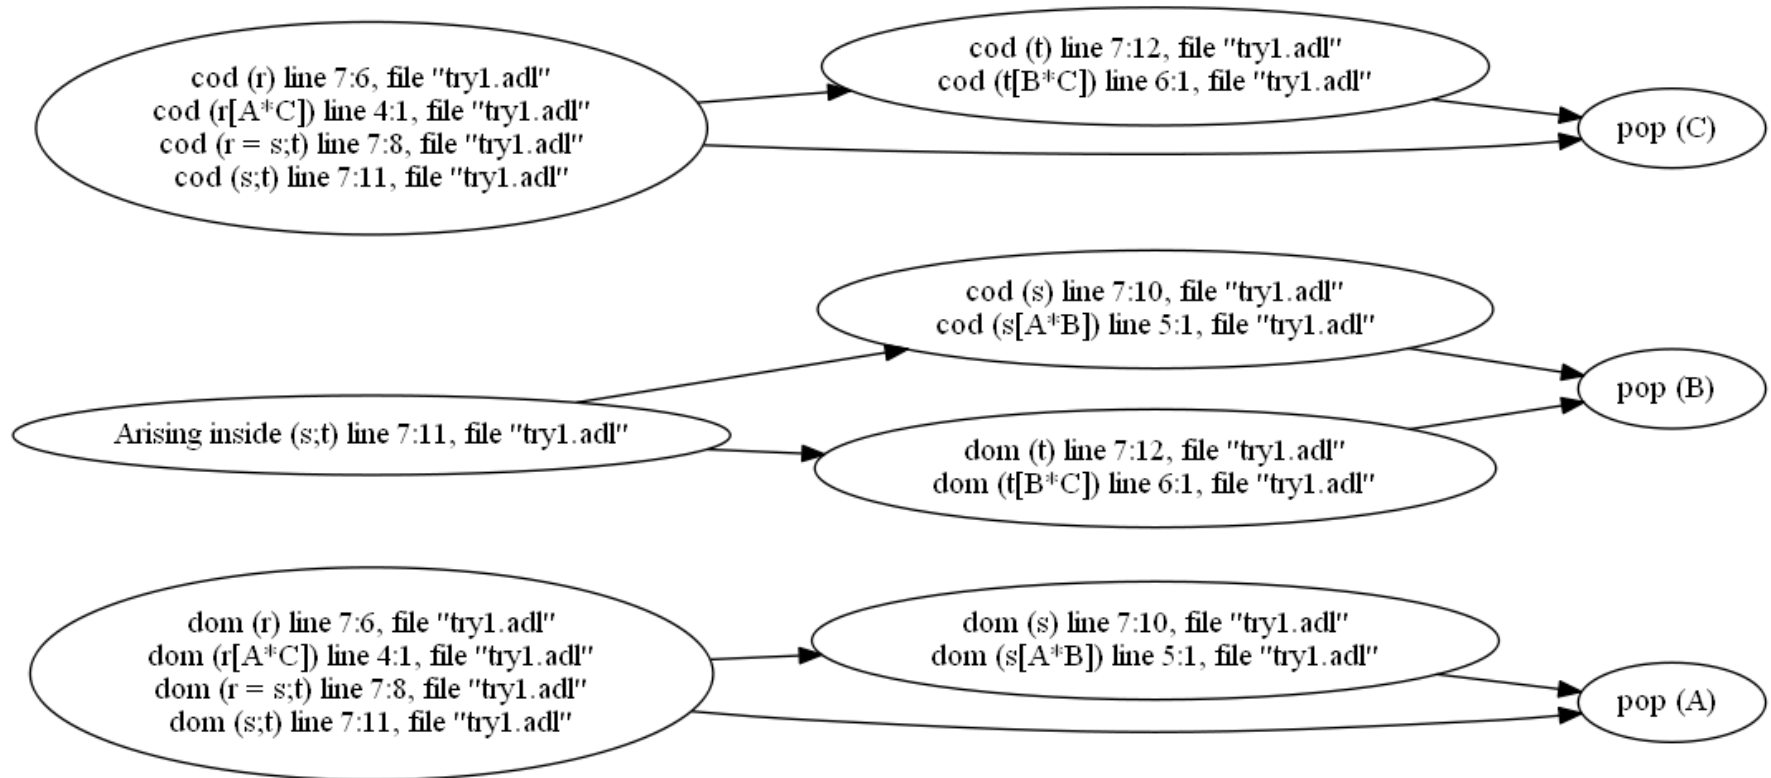 cod (r) line 7:6, file "try1.adl"
cod (r[A*C]) line 4:1, file "try1.adl"
cod (r = s;t) line 7:8, file "try1.adl"
cod (s;t) line 7:11, file "try1.adl"
cod (t) line 7:12, file "try1.adl"
cod (t[B*C]) line 6:1, file "try1.adl"
pop (C)
cod (s) line 7:10, file "try1.adl"
cod (s[A*B]) line 5:1, file "try1.adl"
pop (B)
Arising inside (s;t) line 7:11, file "try1.adl"
dom (t) line 7:12, file "try1.adl"
dom (t[B*C]) line 6:1, file "try1.adl"
dom (r) line 7:6, file "try1.adl"
dom (r[A*C]) line 4:1, file "try1.adl"
dom (r = s;t) line 7:8, file "try1.adl"
dom (s;t) line 7:11, file "try1.adl"
dom (s) line 7:10, file "try1.adl"
dom (s[A*B]) line 5:1, file "try1.adl"
pop (A)